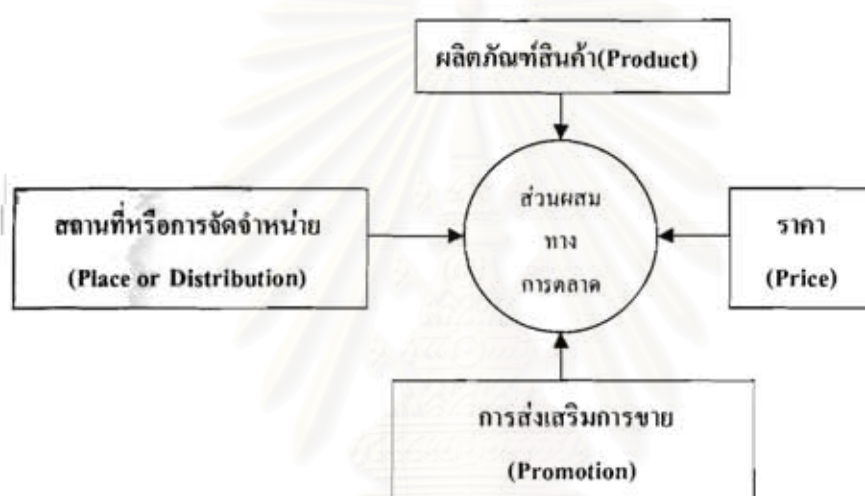 ผลิตภัณฑ์สินค้า(Product)
สถานที่หรือการจัดจำหน่าย
(Place or Distribution)
ส่วนผสม
ทาง
การตลาด
ราคา
(Price)
การส่งเสริมการขาย
(Promotion)